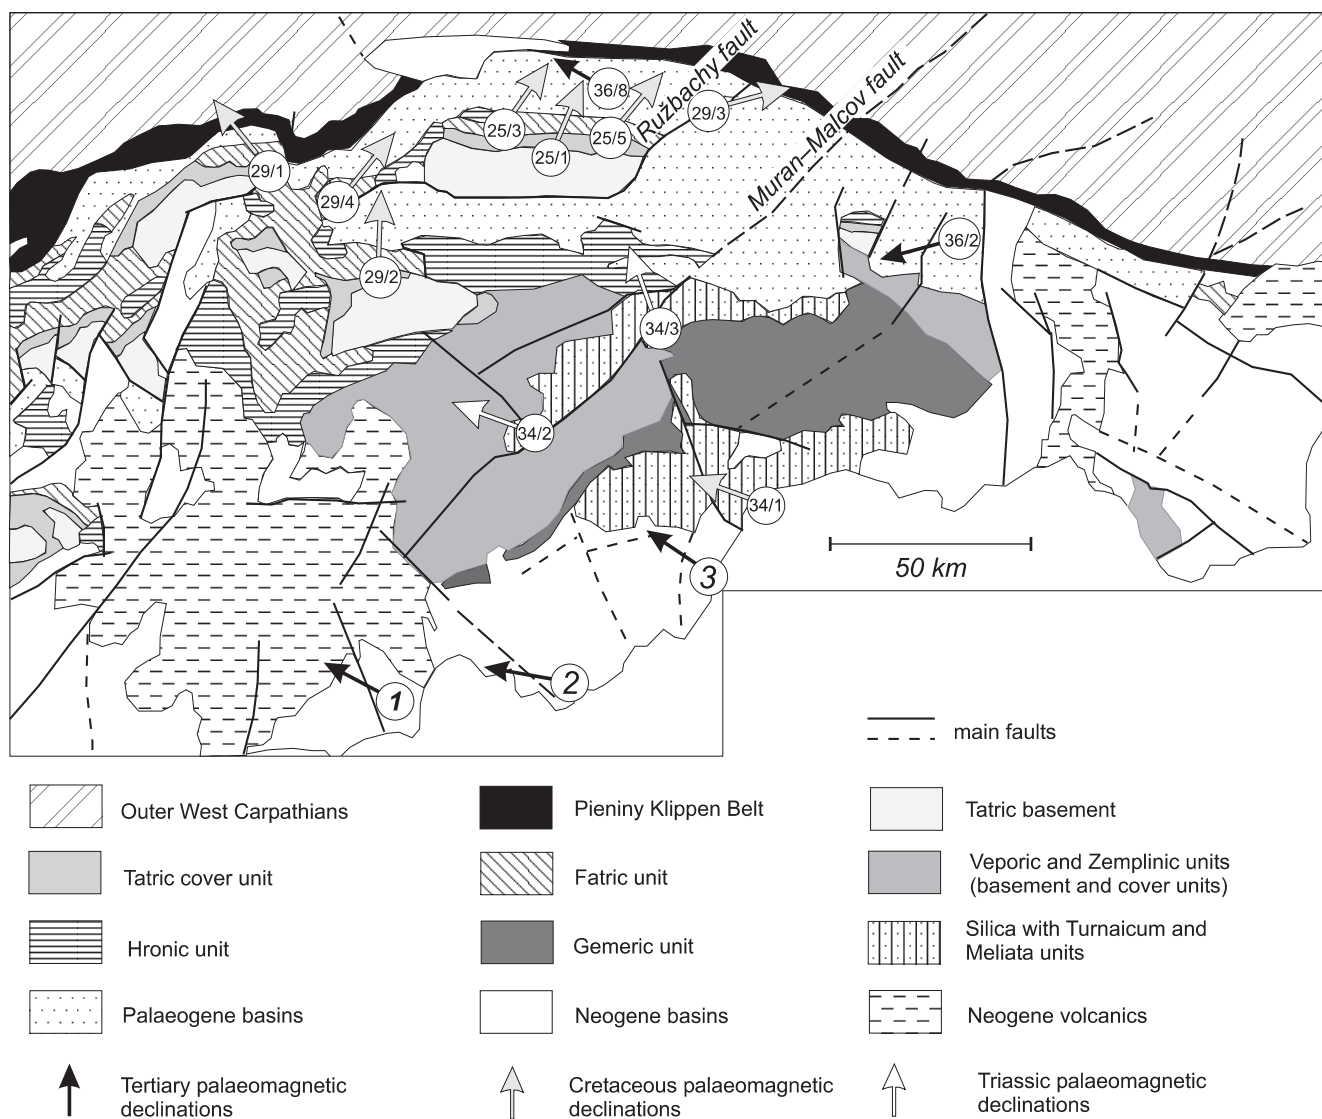 36/8
Ružbachy fault
Muran–Malcov fault
29/3
25/3
25/5
25/1
29/1
29/4
36/2
29/2
34/3
34/2
34/1
50 km
3
2
1
main faults
Outer West Carpathians
Pieniny Klippen Belt
Tatric basement
Tatric cover unit
Fatric unit
Veporic and Zemplinic units
(basement and cover units)
Hronic unit
Gemeric unit
Silica with Turnaicum and
Meliata units
Palaeogene basins
Neogene basins
Neogene volcanics
Tertiary palaeomagnetic
declinations
Cretaceous palaeomagnetic
declinations
Triassic palaeomagnetic
declinations